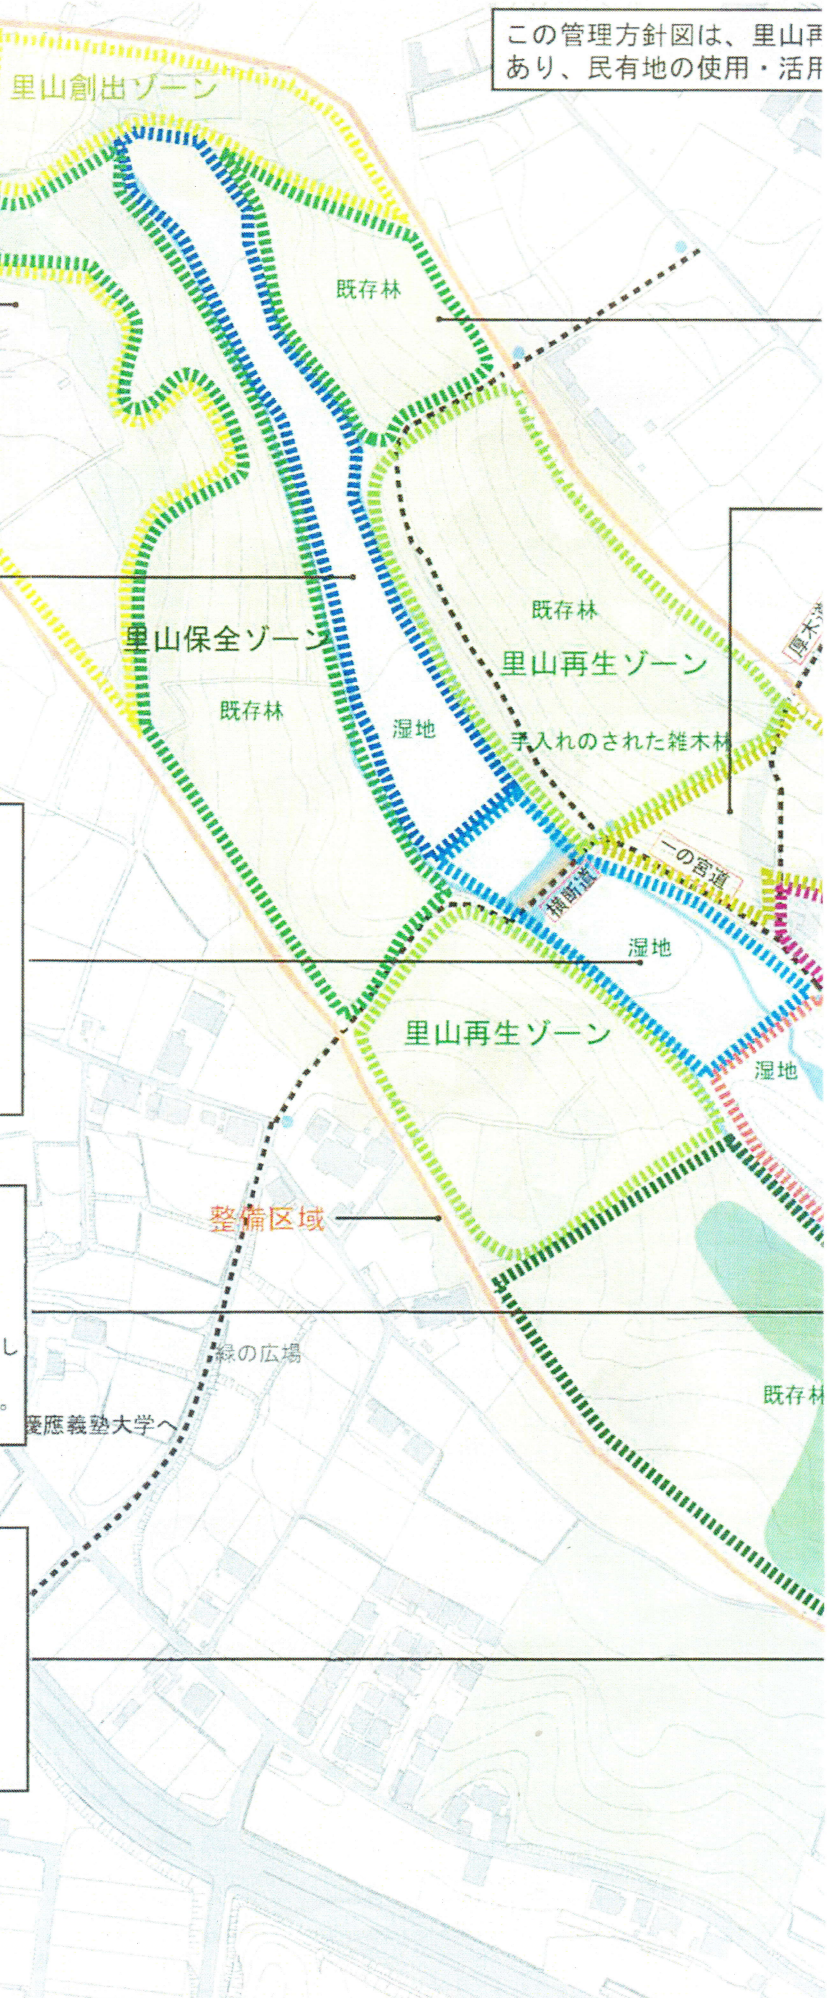 この管理方針図は、里山再
あり、民有地の使用・活用
里山創出ゾーン
既存林
既存林
里山再生ゾーン
里山保全ゾーン
既存林
湿地
手入れのされた雑木林
厚木
一の宮道
横断道
湿地
里山再生ゾーン
湿地
整備区域
し
緑の広場
。
既存林
慶應義塾大学へ